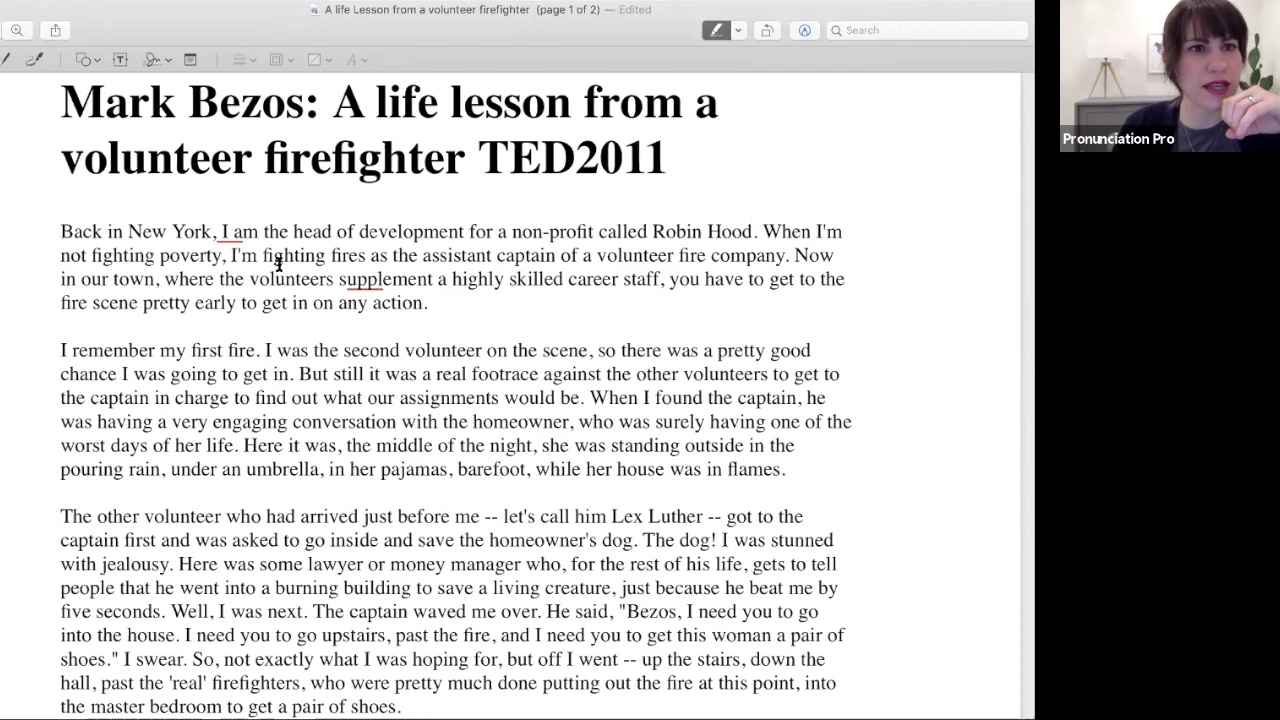 A life Lesson from a volunteer firefighter (page 1 of 2) — Edited
Search
Mark Bezos: A life lesson from a
volunteer firefighter TED2011
Back in New York, I am the head of development for a non-profit called Robin Hood. When I'm
not fighting poverty, I'm fighting fires as the assistant captain of a volunteer fire company. Now
in our town, where the volunteers supplement a highly skilled career staff, you have to get to the
fire scene pretty early to get in on any action.
I remember my first fire. I was the second volunteer on the scene, so there was a pretty good
chance I was going to get in. But still it was a real footrace against the other volunteers to get to
the captain in charge to find out what our assignments would be. When I found the captain, he
was having a very engaging conversation with the homeowner, who was surely having one of the
worst days of her life. Here it was, the middle of the night, she was standing outside in the
pouring rain, under an umbrella, in her pajamas, barefoot, while her house was in flames.
The other volunteer who had arrived just before me -- let's call him Lex Luther -- got to the
captain first and was asked to go inside and save the homeowner's dog. The dog! I was stunned
with jealousy. Here was some lawyer or money manager who, for the rest of his life, gets to tell
people that he went into a burning building to save a living creature, just because he beat me by
five seconds. Well, I was next. The captain waved me over. He said, "Bezos, I need you to go
into the house. I need you to go upstairs, past the fire, and I need you to get this woman a pair of
shoes." I swear. So, not exactly what I was hoping for, but off I went -- up the stairs, down the
hall, past the 'real' firefighters, who were pretty much done putting out the fire at this point, into
the master bedroom to get a pair of shoes.
Pronunciation Pro